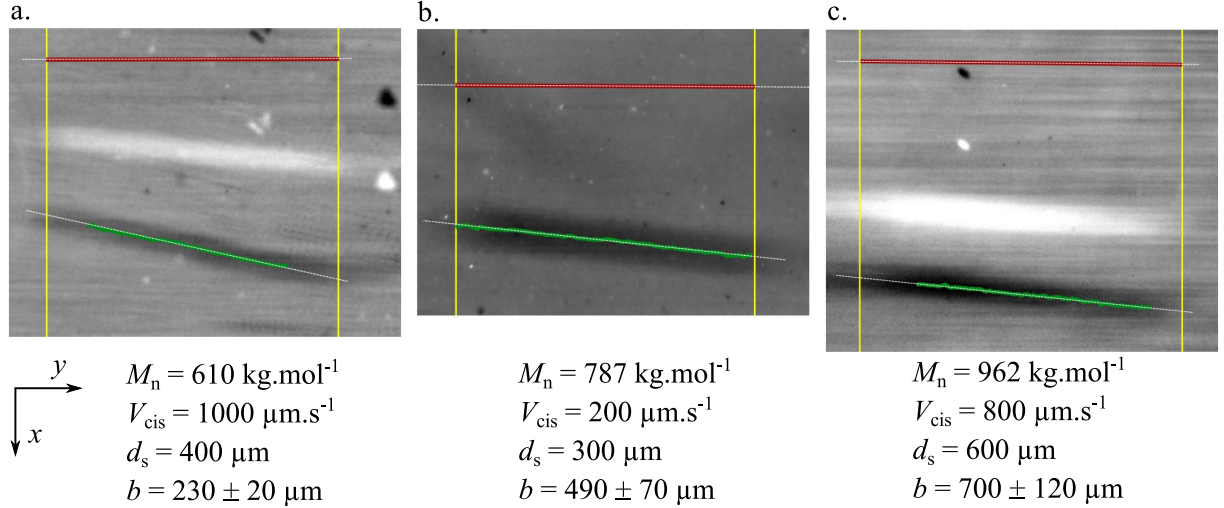 a.
b.
c.
y
x
Mn = 610 kg.mol-1
Vcis = 1000 µm.s-1
ds = 400 µm
b = 230 ± 20 µm
Mn = 787 kg.mol-1
Vcis = 200 µm.s-1
ds = 300 µm
b = 490 ± 70 µm
Mn = 962 kg.mol-1
Vcis = 800 µm.s-1
ds = 600 µm
b = 700 ± 120 µm